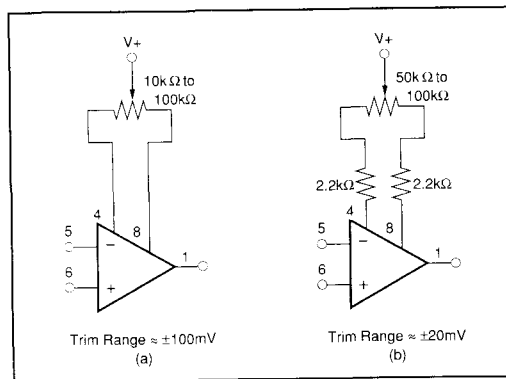 V+
10kΩ to
100kΩ
4
8
5
−
6
+
1
Trim Range ≈ ±100mV
(a)
V+
50kΩ to
100kΩ
2.2kΩ
2.2kΩ
4
8
5
−
6
+
1
Trim Range ≈ ±20mV
(b)